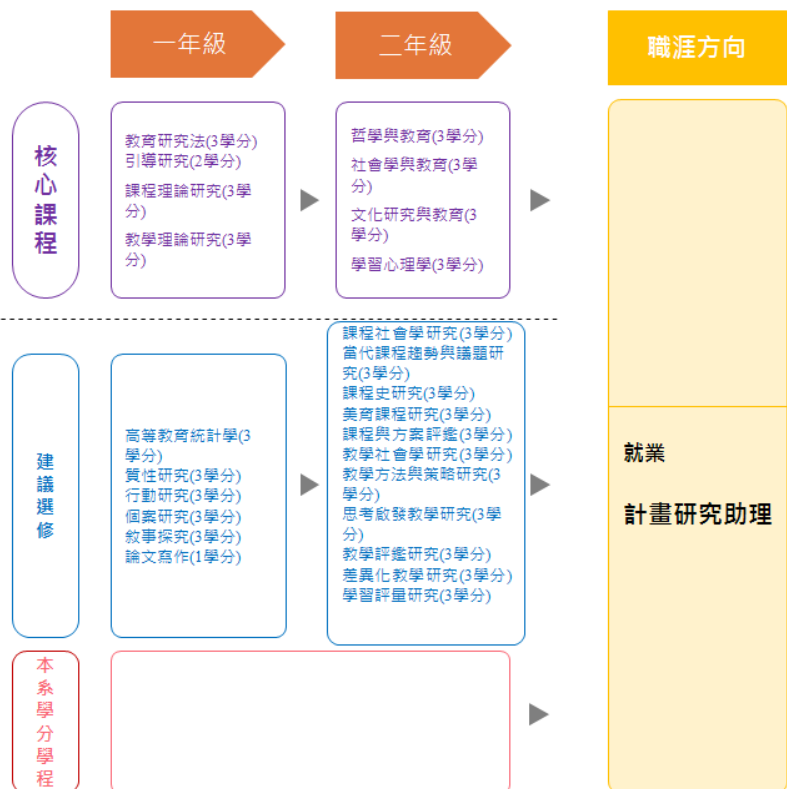 一年級
二年級
職涯方向
核
心
課
程
教育研究法(3學分)
引導研究(2學分)
課程理論研究(3學
分)
教學理論研究(3學
分)
哲學與教育(3學分)
社會學與教育(3學
分)
文化研究與教育(3
學分)
學習心理學(3學分)
建
議
選
修
高等教育統計學(3
學分)
質性研究(3學分)
行動研究(3學分)
個案研究(3學分)
敘事探究(3學分)
論文寫作(1學分)
課程社會學研究(3學分)
當代課程趨勢與議題研
究(3學分)
課程史研究(3學分)
美育課程研究(3學分)
課程與方案評鑑(3學分)
教學社會學研究(3學分)
教學方法與策略研究(3
學分)
思考啟發教學研究(3學
分)
教學評鑑研究(3學分)
差異化教學研究(3學分)
學習評量研究(3學分)
就業
計畫研究助理
本
系
學
分
學
程